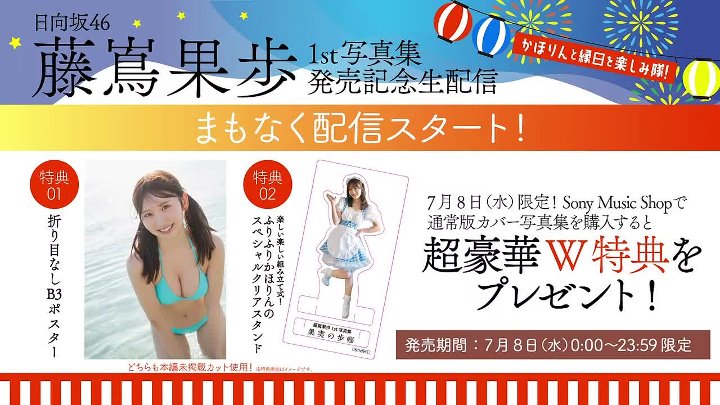 日向坂46
藤嶌果歩
1st写真集
発売記念生配信
かほりんと縁日を楽しみ隊!
まもなく配信スタート!
特典
01
折り目なしB3ポスター
特典
02
楽しい楽しい組み立て式!
ふりふりかほりんの
スペシャルクリアスタンド
藤嶌果歩 1st 写真集
果実の歩幅
どちらも本編未掲載カット使用!
7月8日(水)限定! Sony Music Shopで
通常版カバー写真集を購入すると
超豪華W特典を
プレゼント!
発売期間:7月8日(水)0:00〜23:59 限定